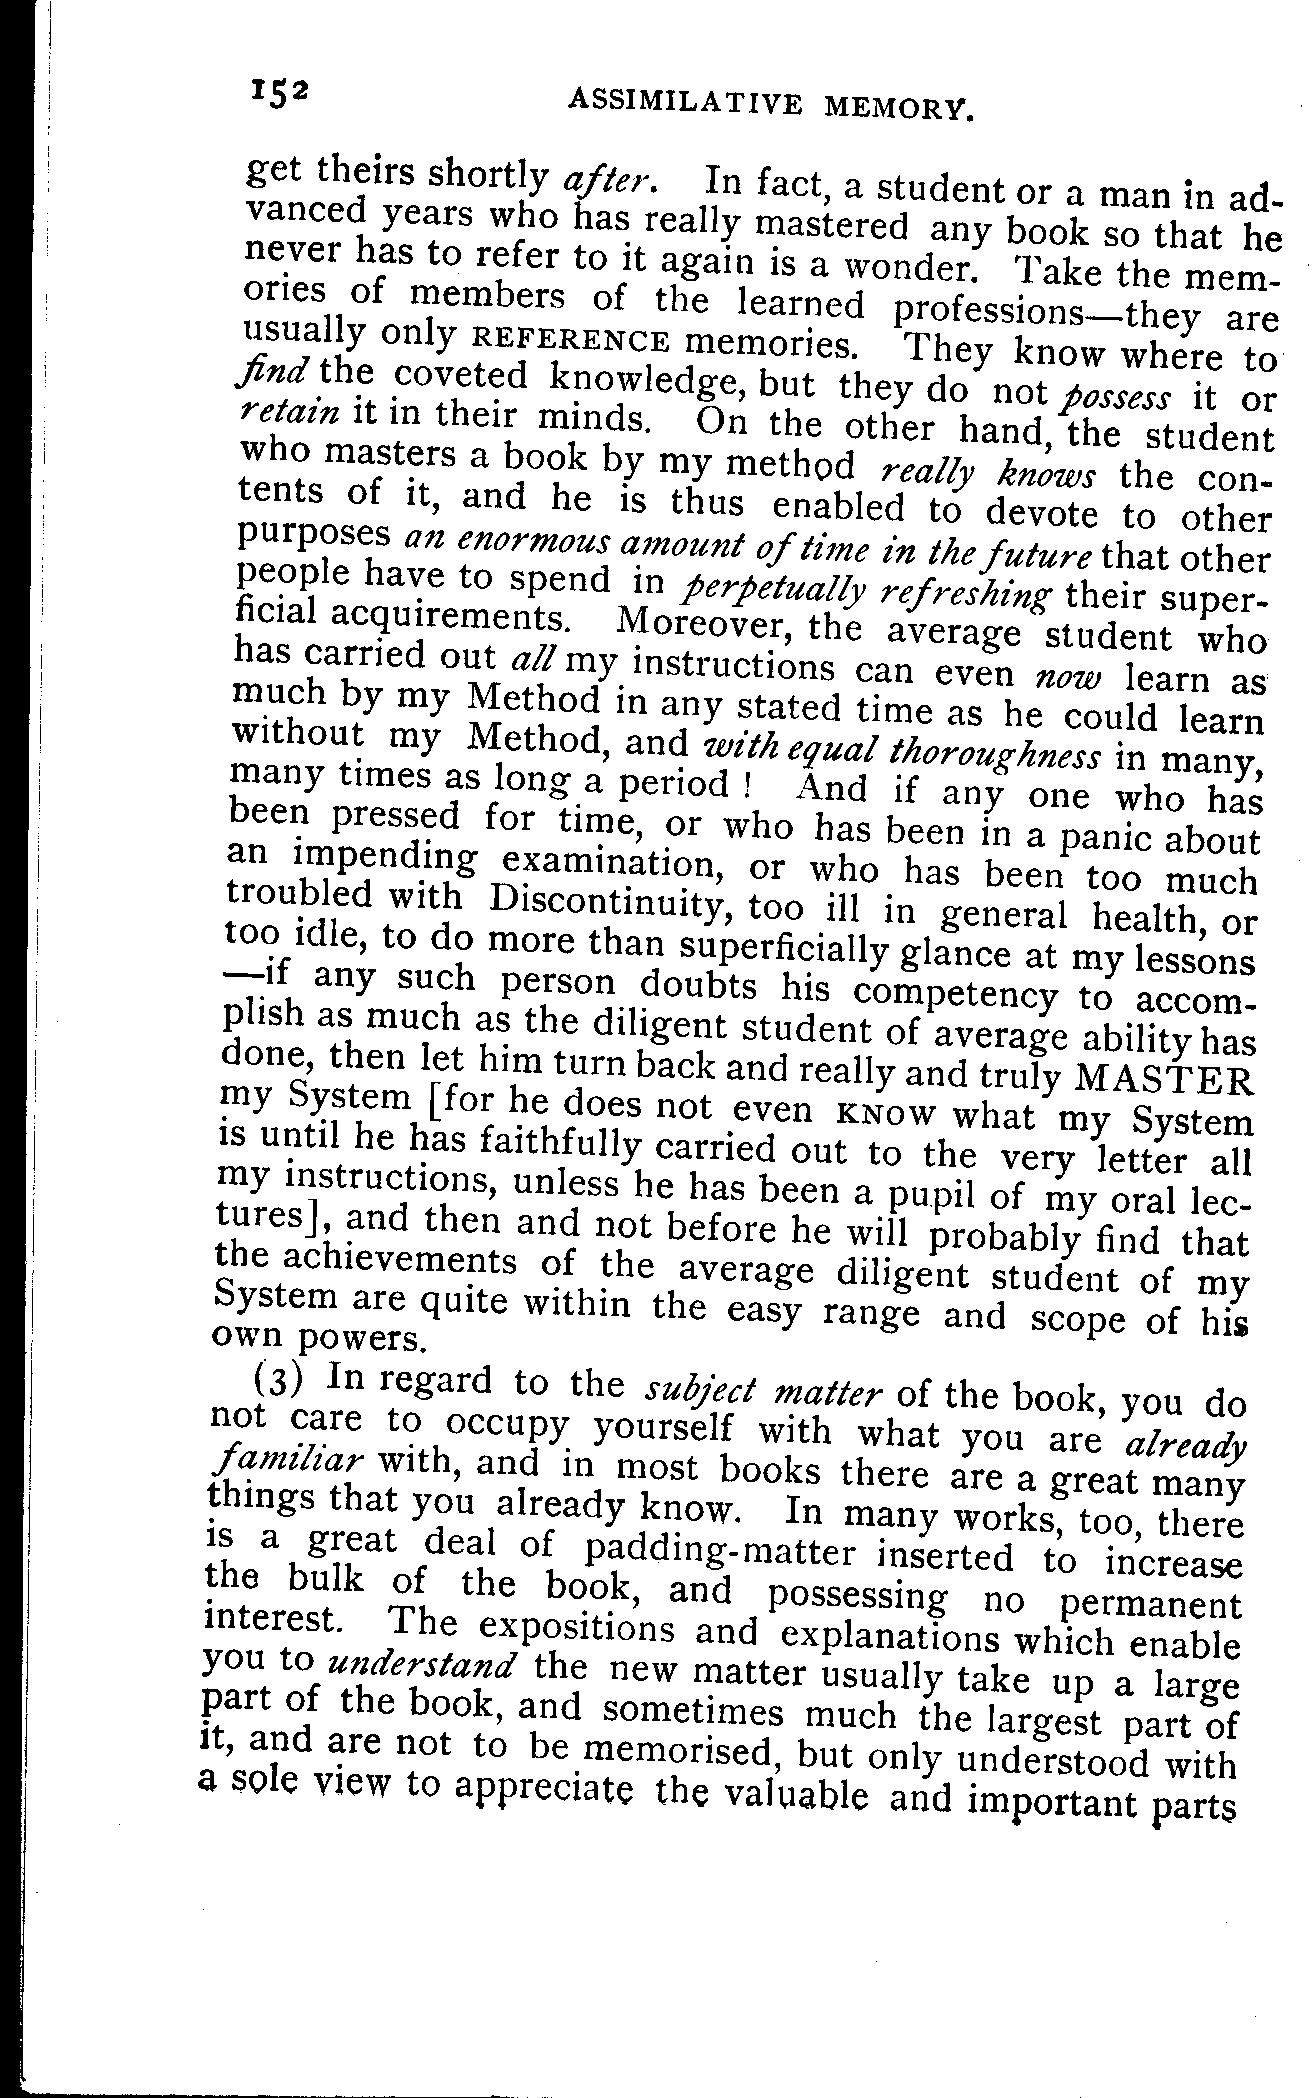 152 ASSIMILATIVE MEMORY.
get theirs shortly after. In fact, a student or a man in ad-
vanced years who has really mastered any book so that he
never has to refer to it again is a wonder. Take the mem-
ories of members of the learned professions—they are
usually only REFERENCE memories. They know where to
find the coveted knowledge, but they do not possess it or
retain it in their minds. On the other hand, the student
who masters a book by my method really knows the con-
tents of it, and he is thus enabled to devote to other
purposes an enormous amount of time in the future that other
people have to spend in perpetually refreshing their super-
ficial acquirements. Moreover, the average student who
has carried out all my instructions can even now learn as
much by my Method in any stated time as he could learn
without my Method, and with equal thoroughness in many,
many times as long a period ! And if any one who has
been pressed for time, or who has been in a panic about
an impending examination, or who has been too much
troubled with Discontinuity, too ill in general health, or
too idle, to do more than superficially glance at my lessons
—if any such person doubts his competency to accom-
plish as much as the diligent student of average ability has
done, then let him turn back and really and truly MASTER
my System [for he does not even KNOW what my System
is until he has faithfully carried out to the very letter all
my instructions, unless he has been a pupil of my oral lec-
tures], and then and not before he will probably find that
the achievements of the average diligent student of my
System are quite within the easy range and scope of his
own powers.
(3) In regard to the subject matter of the book, you do
not care to occupy yourself with what you are already
familiar with, and in most books there are a great many
things that you already know. In many works, too, there
is a great deal of padding-matter inserted to increase
the bulk of the book, and possessing no permanent
interest. The expositions and explanations which enable
you to understand the new matter usually take up a large
part of the book, and sometimes much the largest part of
it, and are not to be memorised, but only understood with
a sole view to appreciate the valuable and important parts